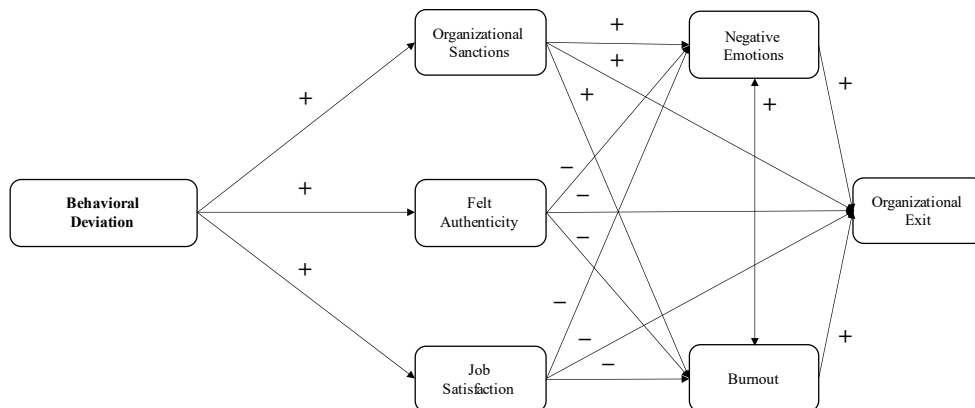 Organizational
Sanctions
Negative
Emotions
+
+
+
+
+
+
Behavioral
Deviation
+
Felt
Authenticity
−
−
−
Organizational
Exit
+
−
−
−
+
Job
Satisfaction
Burnout